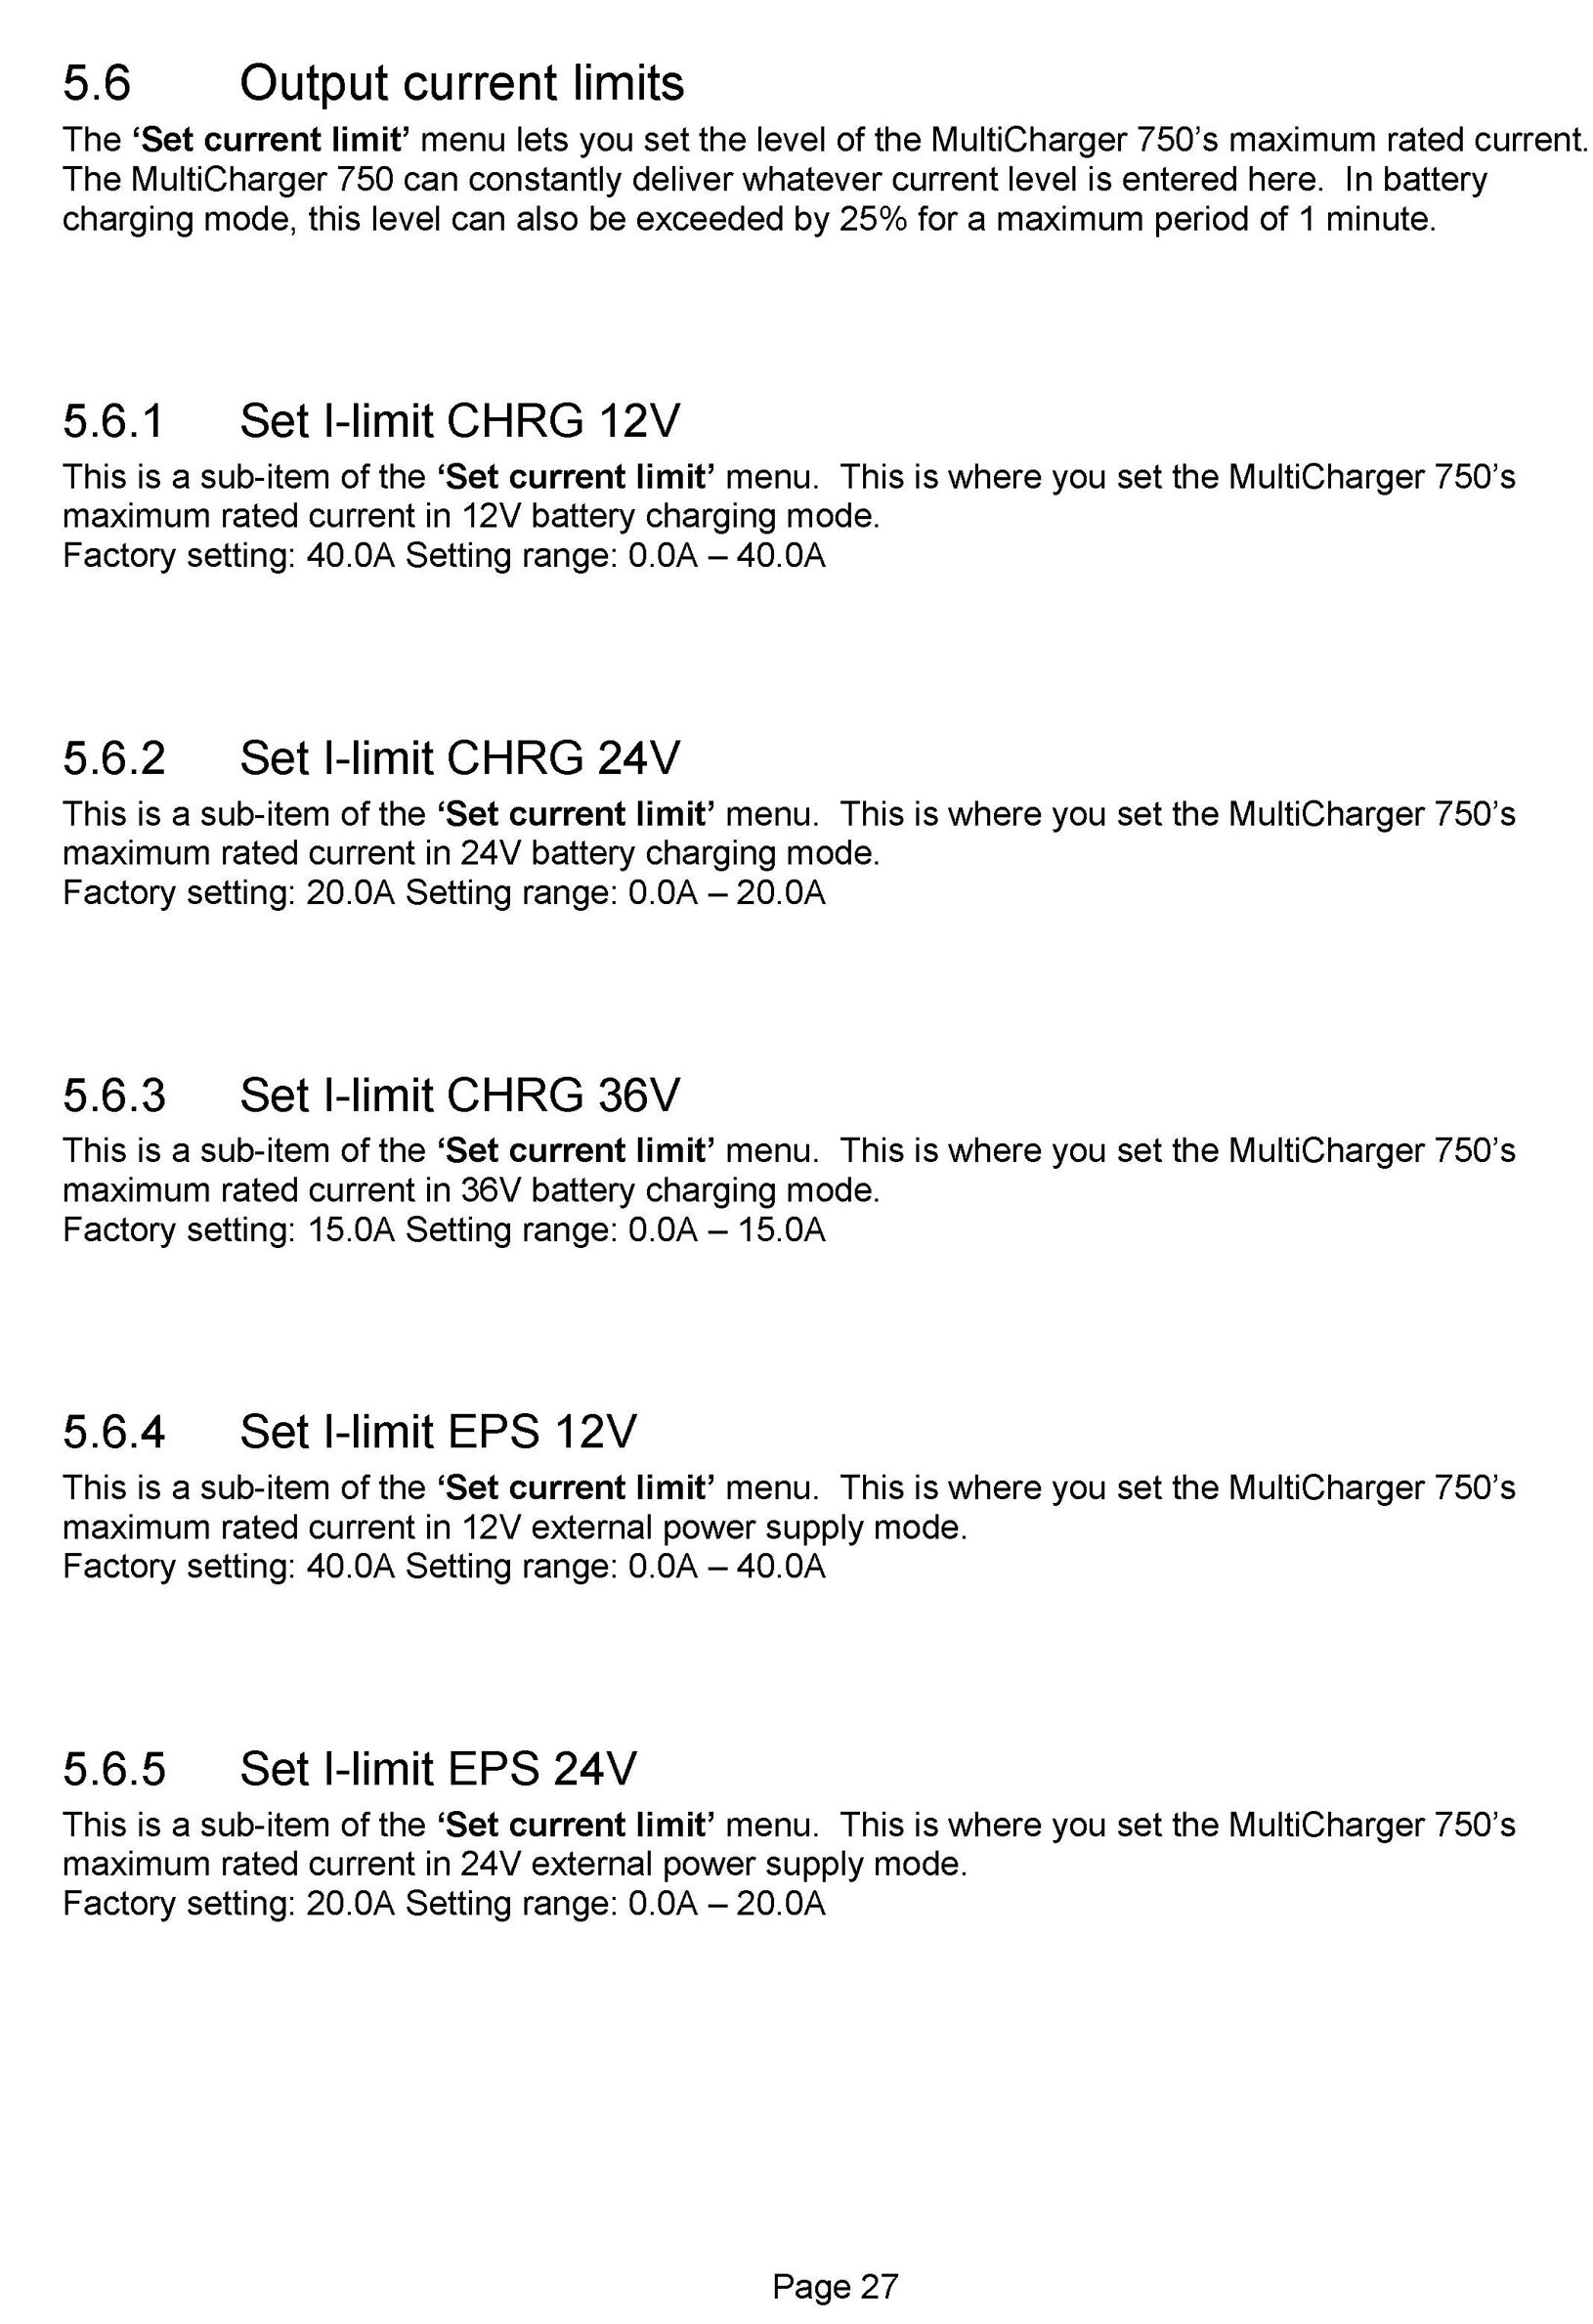 5.6 Output current limits
The ‘Set current limit’ menu lets you set the level of the MultiCharger 750’s maximum rated current.
The MultiCharger 750 can constantly deliver whatever current level is entered here.  In battery
charging mode, this level can also be exceeded by 25% for a maximum period of 1 minute.
5.6.1 Set I-limit CHRG 12V
This is a sub-item of the ‘Set current limit’ menu.  This is where you set the MultiCharger 750’s
maximum rated current in 12V battery charging mode.
Factory setting: 40.0A Setting range: 0.0A – 40.0A
5.6.2 Set I-limit CHRG 24V
This is a sub-item of the ‘Set current limit’ menu.  This is where you set the MultiCharger 750’s
maximum rated current in 24V battery charging mode.
Factory setting: 20.0A Setting range: 0.0A – 20.0A
5.6.3 Set I-limit CHRG 36V
This is a sub-item of the ‘Set current limit’ menu.  This is where you set the MultiCharger 750’s
maximum rated current in 36V battery charging mode.
Factory setting: 15.0A Setting range: 0.0A – 15.0A
5.6.4 Set I-limit EPS 12V
This is a sub-item of the ‘Set current limit’ menu.  This is where you set the MultiCharger 750’s
maximum rated current in 12V external power supply mode.
Factory setting: 40.0A Setting range: 0.0A – 40.0A
5.6.5 Set I-limit EPS 24V
This is a sub-item of the ‘Set current limit’ menu.  This is where you set the MultiCharger 750’s
maximum rated current in 24V external power supply mode.
Factory setting: 20.0A Setting range: 0.0A – 20.0A
Page 27